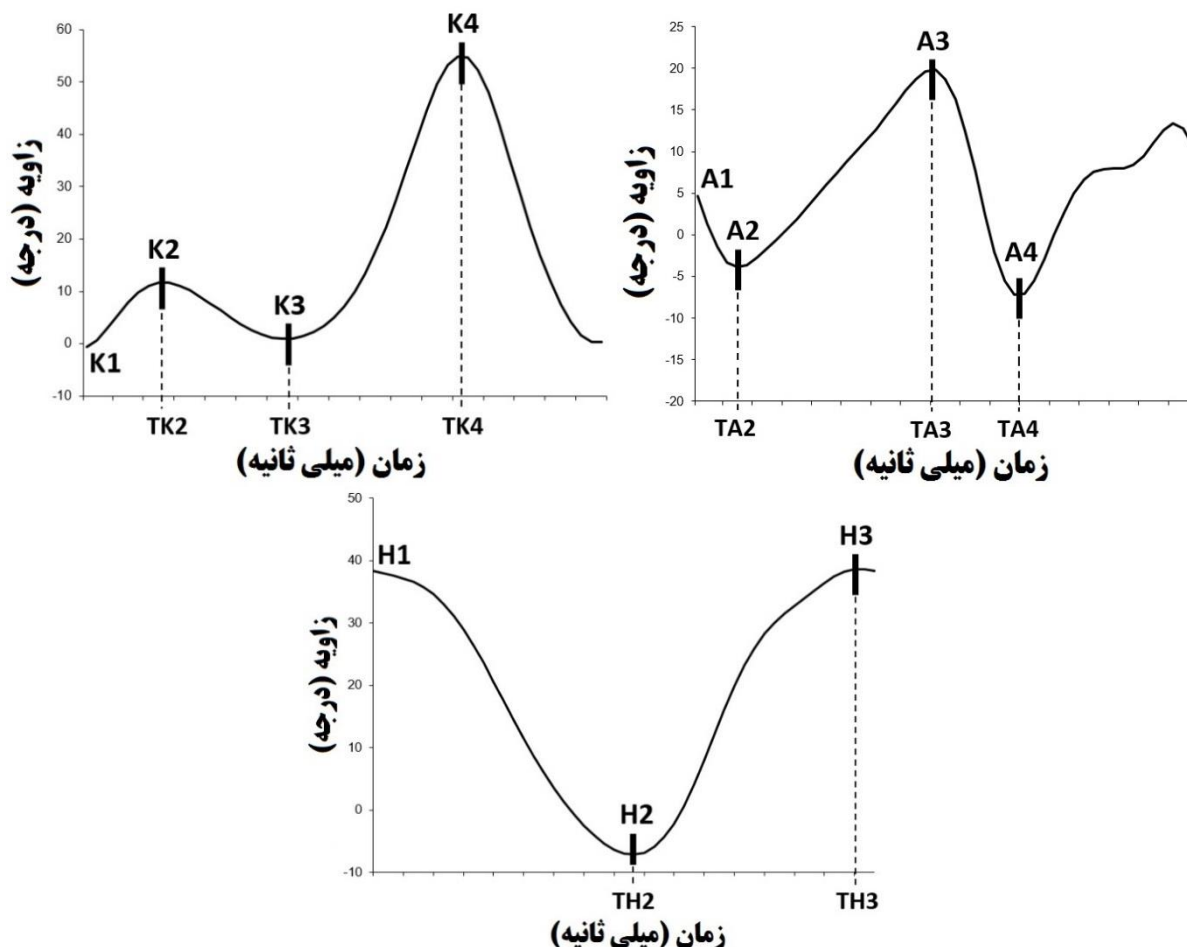 60
50
40
30
20
10
0
-10
زاویه (درجه)
K1
K2
K3
K4
TK2
TK3
TK4
زمان (میلی ثانیه)
25
20
15
10
5
0
-5
-10
-15
-20
زاویه (درجه)
A1
A2
A3
A4
TA2
TA3
TA4
زمان (میلی ثانیه)
50
40
30
20
10
0
-10
زاویه (درجه)
H1
H2
H3
TH2
TH3
زمان (میلی ثانیه)